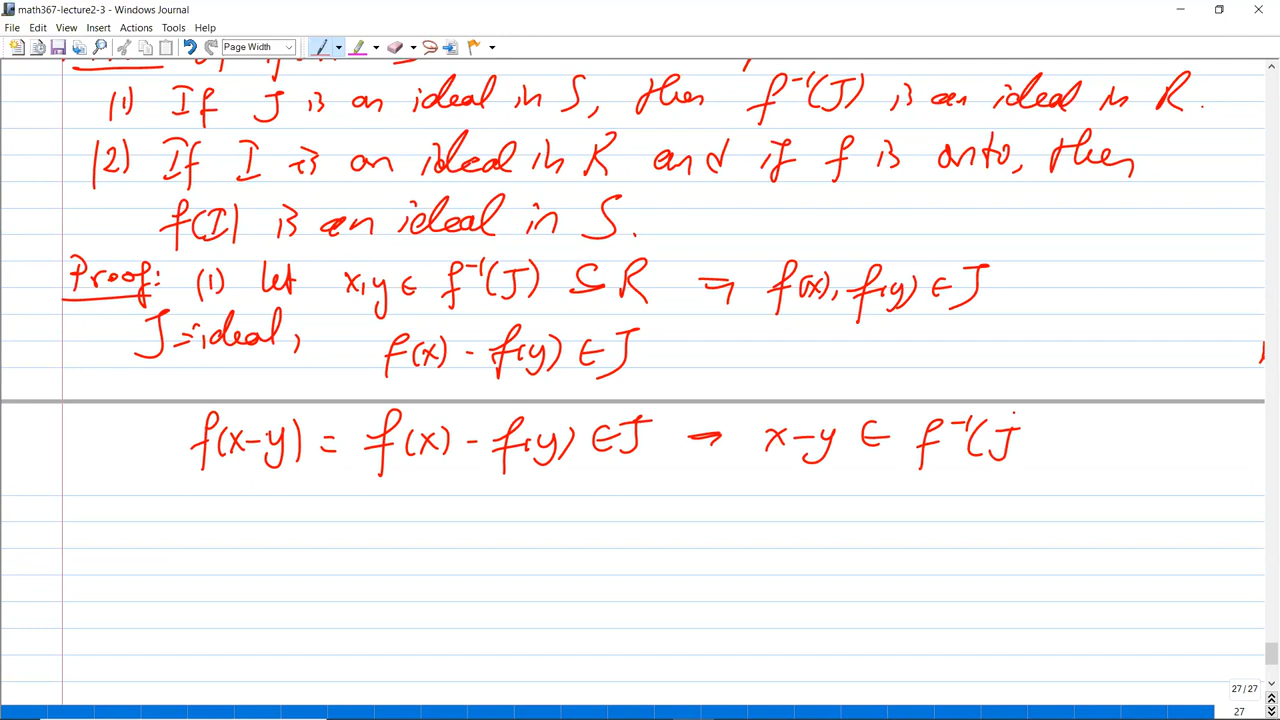 math367-lecture2-3 - Windows Journal
File Edit View Insert Actions Tools Help
Page Width
(1) If J is an ideal in S, then f⁻¹(J) is an ideal in R.
(2) If I is an ideal in R and if f is onto, then
f(I) is an ideal in S.
Proof: (1) let x,y ∈ f⁻¹(J) ⊆ R ⇒ f(x), f(y) ∈ J
J = ideal, f(x) - f(y) ∈ J
f(x-y) = f(x) - f(y) ∈ J → x-y ∈ f⁻¹(J
27 / 27
27